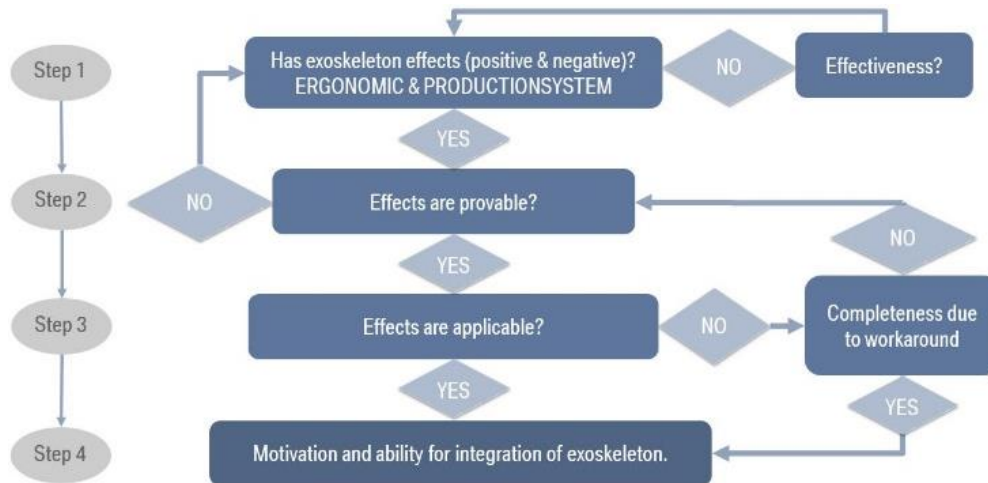 Step 1
Has exoskeleton effects (positive & negative)?
ERGONOMIC & PRODUCTIONSYSTEM
NO
Effectiveness?
YES
Step 2
NO
Effects are provable?
NO
YES
Step 3
Effects are applicable?
NO
Completeness due
to workaround
YES
YES
Step 4
Motivation and ability for integration of exoskeleton.